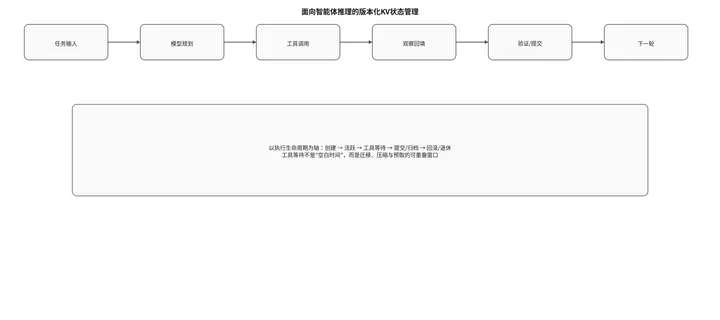 面向智能体推理的版本化KV状态管理
任务输入
模型规划
工具调用
观察回填
验证/提交
下一轮
以执行生命周期为轴：创建 → 活跃 → 工具等待 → 提交/归档 → 回滚/退休
工具等待不是“空白时间”，而是迁移、压缩与预取的可重叠窗口